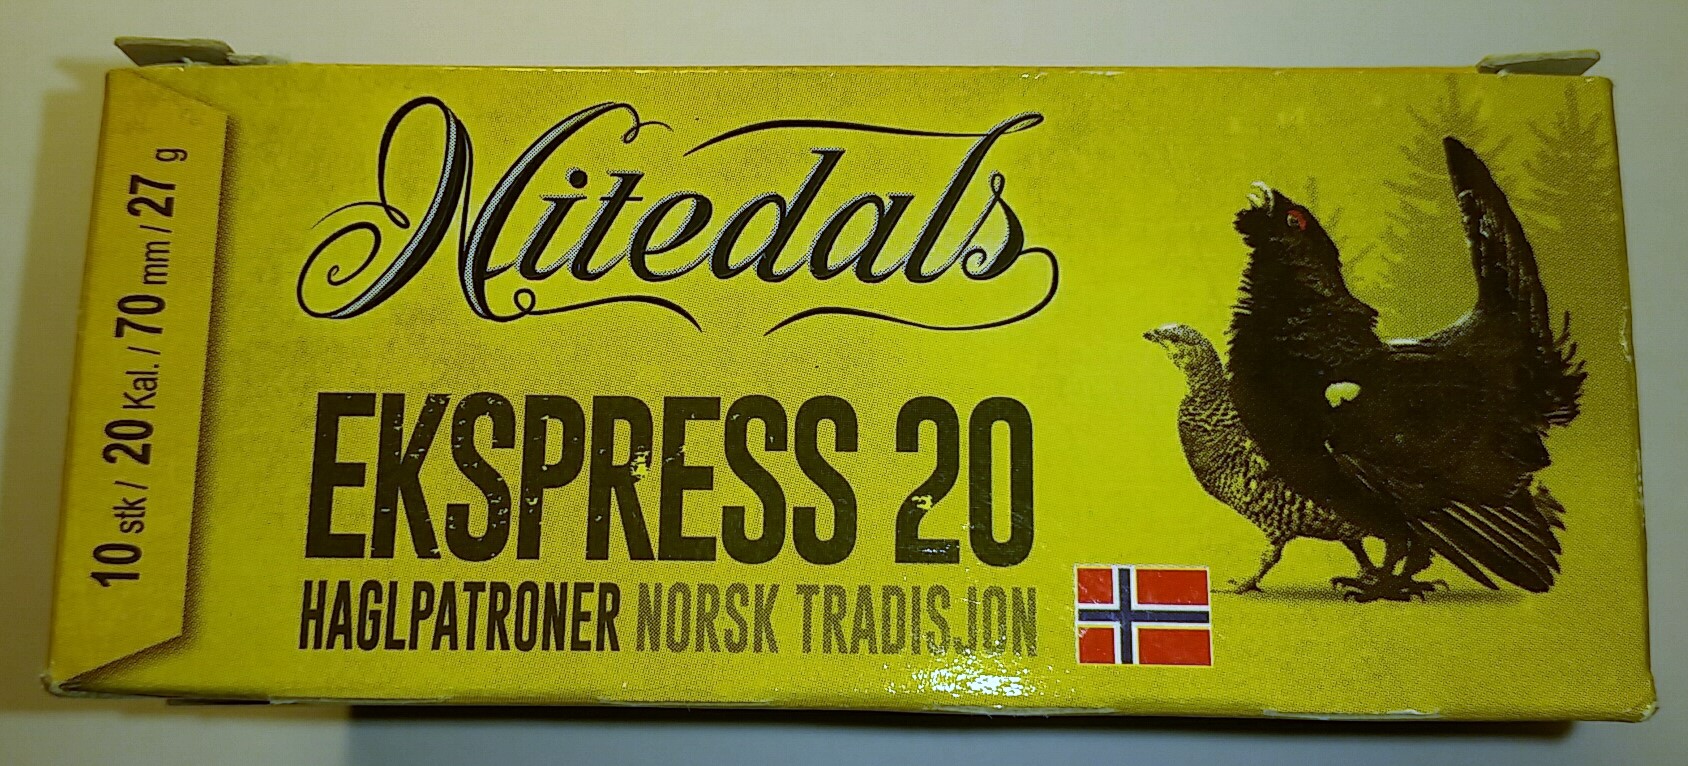 Nitedals
EKSPRESS 20
HAGLPATRONER NORSK TRADISJON
10 stk / 20 Kal. / 70 mm / 27 g